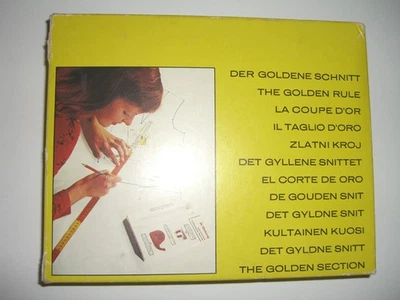 DER GOLDENE SCHNITT
THE GOLDEN RULE
LA COUPE D'OR
IL TAGLIO D'ORO
ZLATNI KROJ
DET GYLLENE SNITTET
EL CORTE DE ORO
DE GOUDEN SNIT
DET GYLDNE SNIT
KULTAINEN KUOSI
DET GYLDNE SNITT
THE GOLDEN SECTION